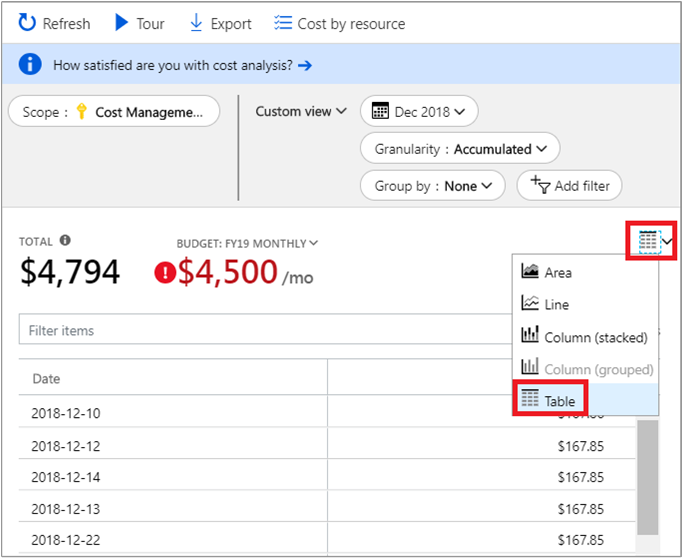 Refresh Tour Export Cost by resource
How satisfied are you with cost analysis? →
Scope : Cost Manageme... Custom view Dec 2018
Granularity : Accumulated
Group by : None Add filter
TOTAL BUDGET: FY19 MONTHLY
$4,794 $4,500 /mo
Area
Line
Column (stacked)
Column (grouped)
Table
Filter items
Date
2018-12-10
2018-12-12 $167.85
2018-12-14 $167.85
2018-12-13 $167.85
2018-12-22 $167.85